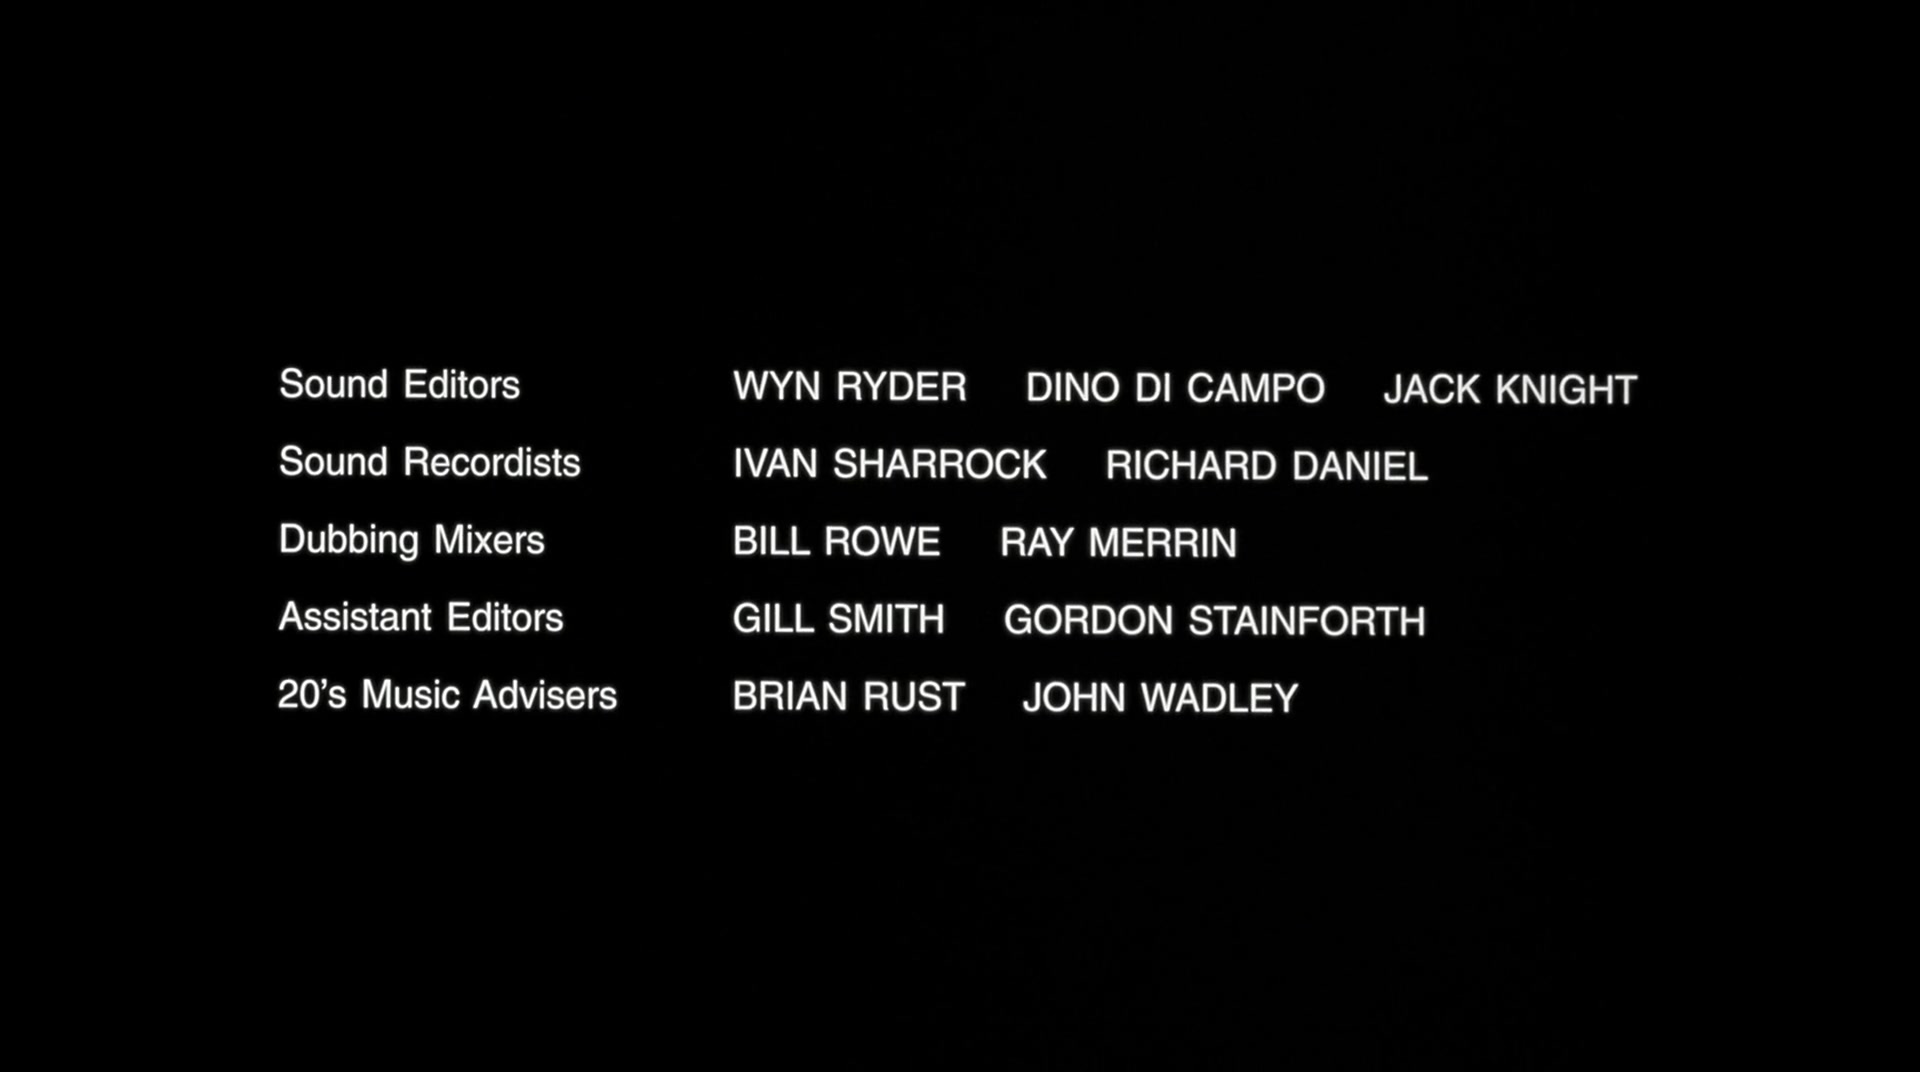 Sound Editors WYN RYDER DINO DI CAMPO JACK KNIGHT
Sound Recordists IVAN SHARROCK RICHARD DANIEL
Dubbing Mixers BILL ROWE RAY MERRIN
Assistant Editors GILL SMITH GORDON STAINFORTH
20’s Music Advisers BRIAN RUST JOHN WADLEY